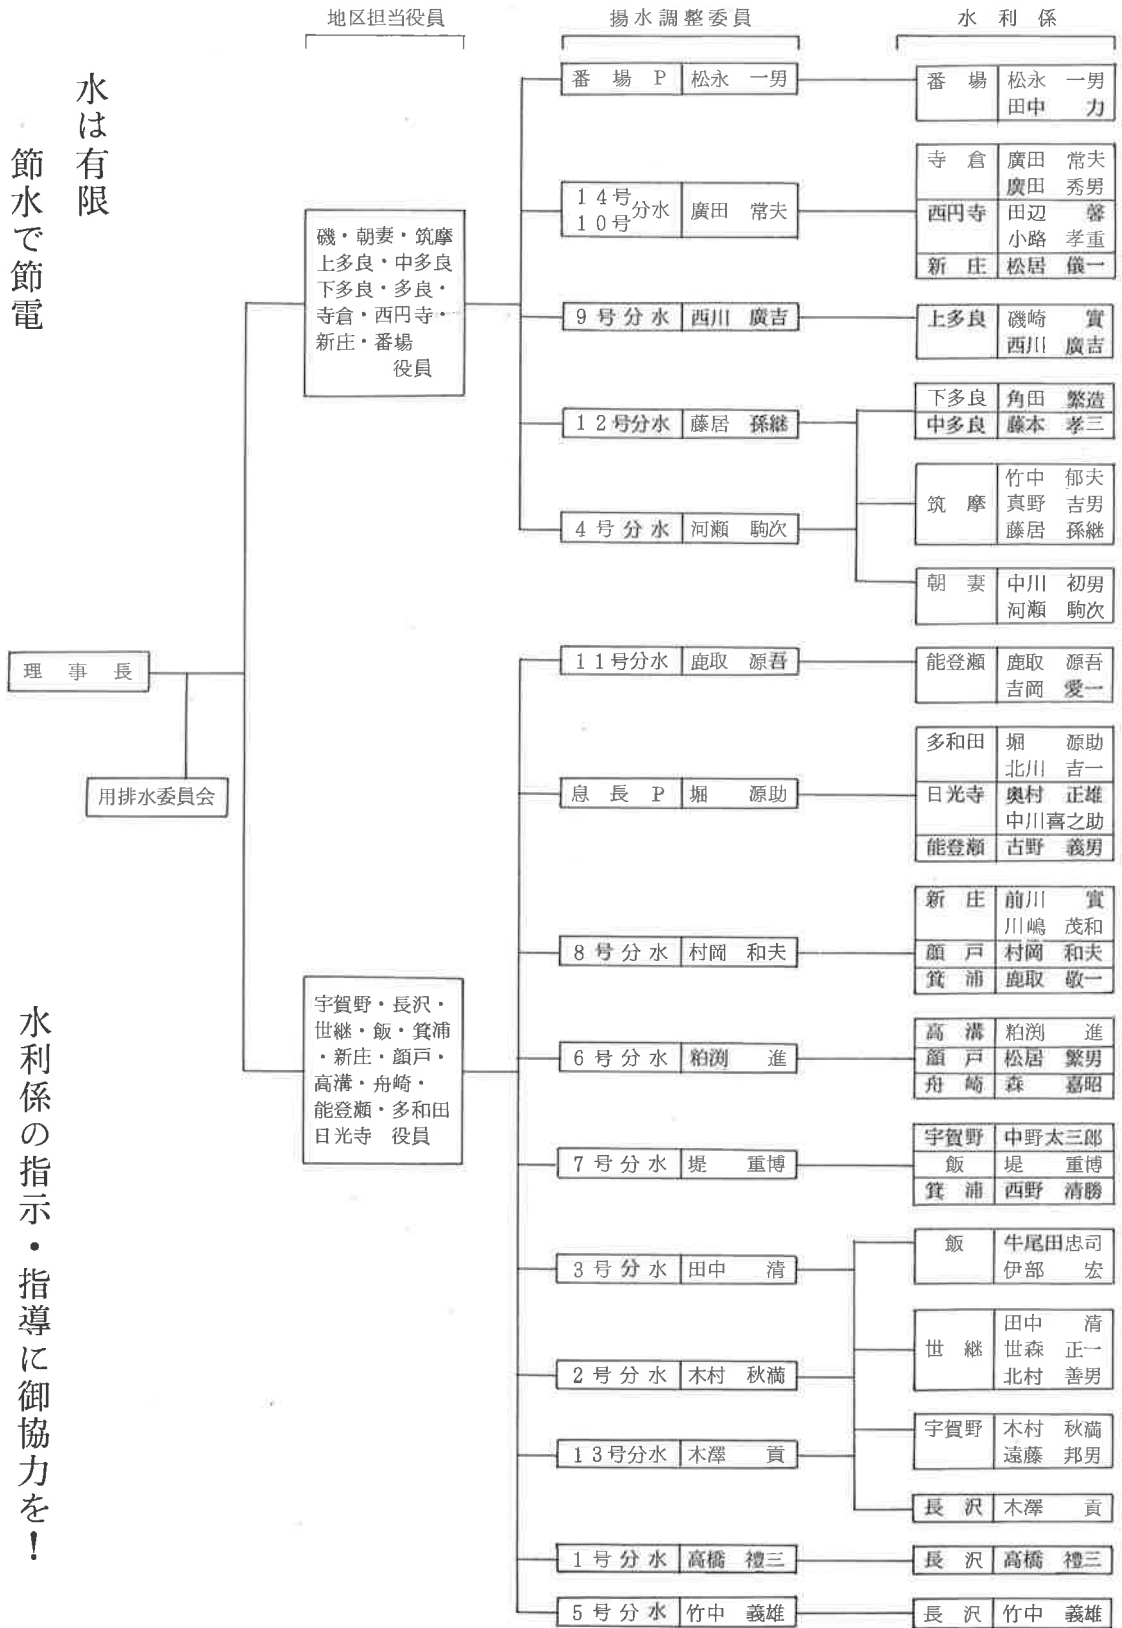 地区担当役員
揚水調整委員
水利係
水は有限
節水で節電
水利係の指示・指導に御協力を！
理事長
用排水委員会
磯・朝妻・筑摩
上多良・中多良
下多良・多良・
寺倉・西円寺・
新庄・番場
役員
番場P 松永 一男
番場 松永 一男
田中 力
14号
10号
分水 廣田 常夫
寺倉 廣田 常夫
廣田 秀男
西円寺 田辺 馨
小路 孝重
新庄 松居 儀一
9号分水 西川 廣吉
上多良 磯崎 實
西川 廣吉
12号分水 藤居 孫継
4号分水 河瀬 駒次
下多良 角田 繁造
中多良 藤本 孝三
筑摩 竹中 郁夫
真野 吉男
藤居 孫継
朝妻 中川 初男
河瀬 駒次
宇賀野・長沢・
世継・飯・箕浦
・新庄・顔戸・
高溝・舟崎・
能登瀬・多和田
日光寺 役員
11号分水 鹿取 源吾
能登瀬 鹿取 源吾
吉岡 愛一
息長P 堀 源助
多和田 堀 源助
北川 吉一
日光寺 奥村 正雄
中川喜之助
能登瀬 古野 義男
8号分水 村岡 和夫
新庄 前川 實
川嶋 茂和
顔戸 村岡 和夫
箕浦 鹿取 敬一
6号分水 粕渕 進
高溝 粕渕 進
顔戸 松居 繁男
舟崎 森 嘉昭
7号分水 堤 重博
宇賀野 中野太三郎
飯 堤 重博
箕浦 西野 清勝
3号分水 田中 清
2号分水 木村 秋満
13号分水 木澤 貢
飯 牛尾田忠司
伊部 宏
世継 田中 清
世森 正一
北村 善男
宇賀野 木村 秋満
遠藤 邦男
長沢 木澤 貢
1号分水 高橋 禮三
長沢 高橋 禮三
5号分水 竹中 義雄
長沢 竹中 義雄